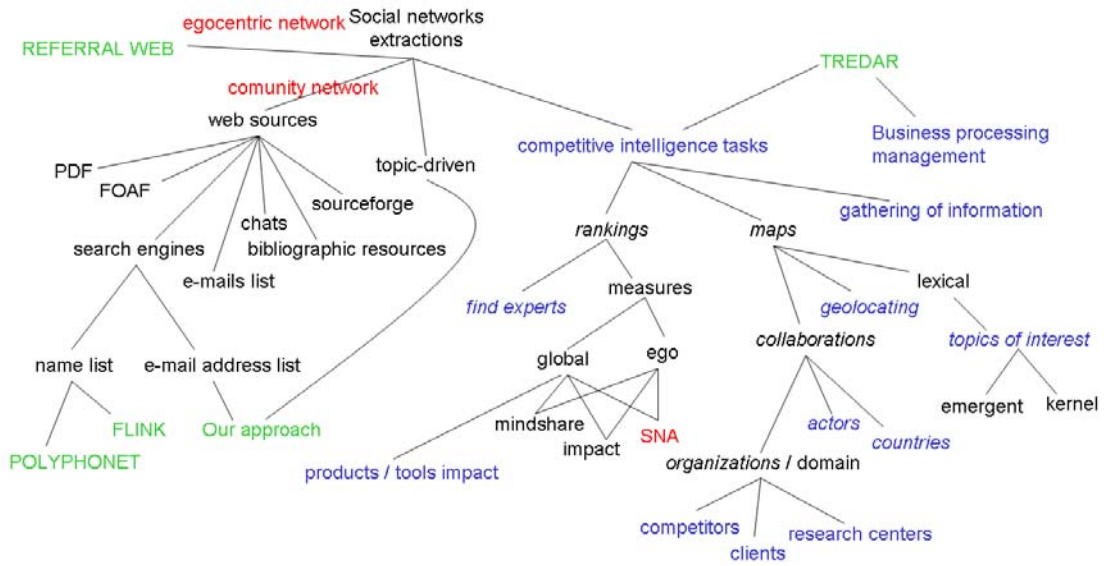 egocentric network
Social networks
extractions
REFERRAL WEB
TREDAR
comunity network
web sources
Business processing
management
competitive intelligence tasks
topic-driven
PDF
FOAF
sourceforge
chats
gathering of information
search engines
bibliographic resources
rankings
maps
e-mails list
measures
lexical
find experts
geolocating
collaborations
topics of interest
name list
e-mail address list
global
ego
emergent
kernel
mindshare
actors
FLINK
Our approach
SNA
impact
countries
POLYPHONET
products / tools impact
organizations / domain
competitors
research centers
clients